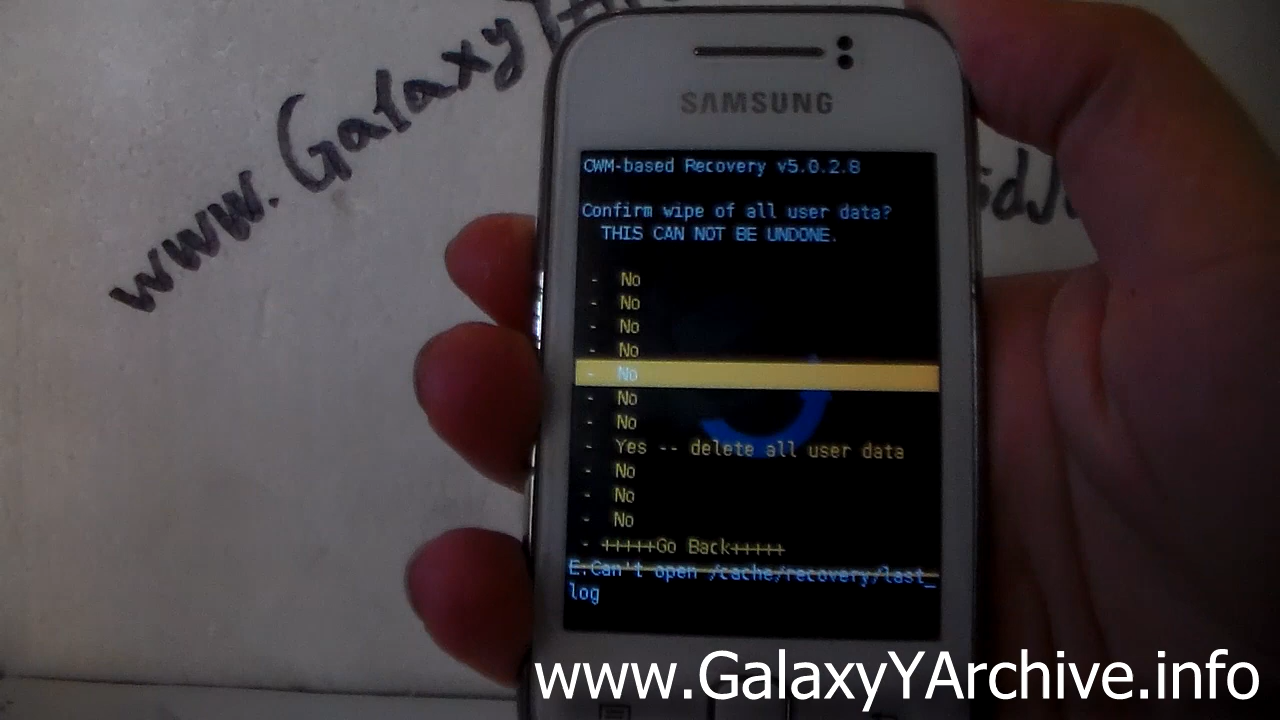 www.Galaxy
SAMSUNG
CWM-based Recovery v5.0.2.8
Confirm wipe of all user data?
THIS CAN NOT BE UNDONE.
- No
- No
- No
- No
- No
- No
- No
- Yes -- delete all user data
- No
- No
- No
- +++++Go Back+++++
E:Can't open /cache/recovery/last_
log
www.GalaxyYArchive.info